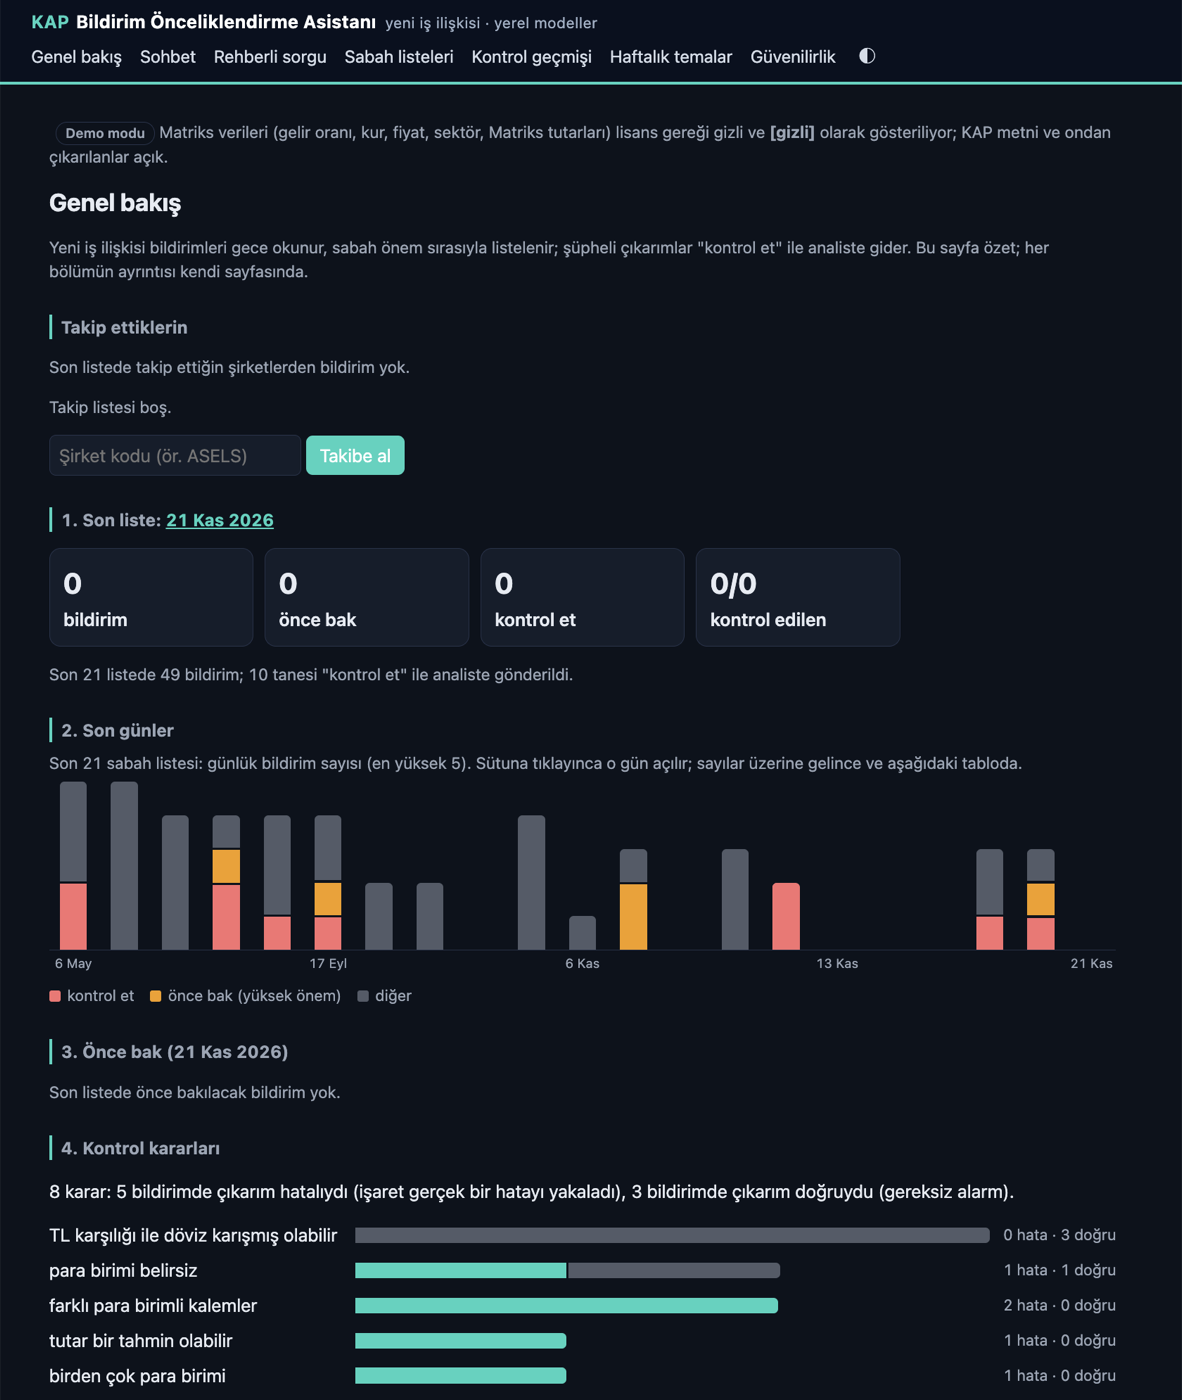 KAP Bildirim Önceliklendirme Asistanı yeni iş ilişkisi · yerel modeller
Genel bakış Sohbet Rehberli sorgu Sabah listeleri Kontrol geçmişi Haftalık temalar Güvenilirlik
Demo modu Matriks verileri (gelir oranı, kur, fiyat, sektör, Matriks tutarları) lisans gereği gizli ve [gizli] olarak gösteriliyor; KAP metni ve ondan
çıkarılanlar açık.
Genel bakış
Yeni iş ilişkisi bildirimleri gece okunur, sabah önem sırasıyla listelenir; şüpheli çıkarımlar "kontrol et" ile analiste gider. Bu sayfa özet; her
bölümün ayrıntısı kendi sayfasında.
Takip ettiklerin
Son listede takip ettiğin şirketlerden bildirim yok.
Takip listesi boş.
Şirket kodu (ör. ASELS) Takibe al
1. Son liste: 21 Kas 2026
0 0 0 0/0
bildirim önce bak kontrol et kontrol edilen
Son 21 listede 49 bildirim; 10 tanesi "kontrol et" ile analiste gönderildi.
2. Son günler
Son 21 sabah listesi: günlük bildirim sayısı (en yüksek 5). Sütuna tıklayınca o gün açılır; sayılar üzerine gelince ve aşağıdaki tabloda.
6 May 17 Eyl 6 Kas 13 Kas 21 Kas
kontrol et önce bak (yüksek önem) diğer
3. Önce bak (21 Kas 2026)
Son listede önce bakılacak bildirim yok.
4. Kontrol kararları
8 karar: 5 bildirimde çıkarım hatalıydı (işaret gerçek bir hatayı yakaladı), 3 bildirimde çıkarım doğruydu (gereksiz alarm).
TL karşılığı ile döviz karışmış olabilir 0 hata · 3 doğru
para birimi belirsiz 1 hata · 1 doğru
farklı para birimli kalemler 2 hata · 0 doğru
tutar bir tahmin olabilir 1 hata · 0 doğru
birden çok para birimi 1 hata · 0 doğru